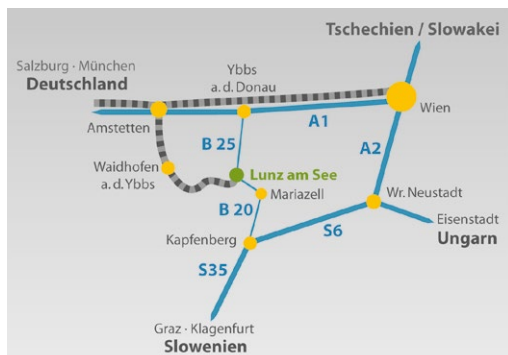 Tschechien / Slowakei
Salzburg · München
Deutschland
Ybbs
a. d. Donau
Wien
Amstetten
A1
B 25
A2
Waidhofen
a. d. Ybbs
Lunz am See
Mariazell
Wr. Neustadt
B 20
Eisenstadt
Ungarn
Kapfenberg
S6
S35
Graz · Klagenfurt
Slowenien